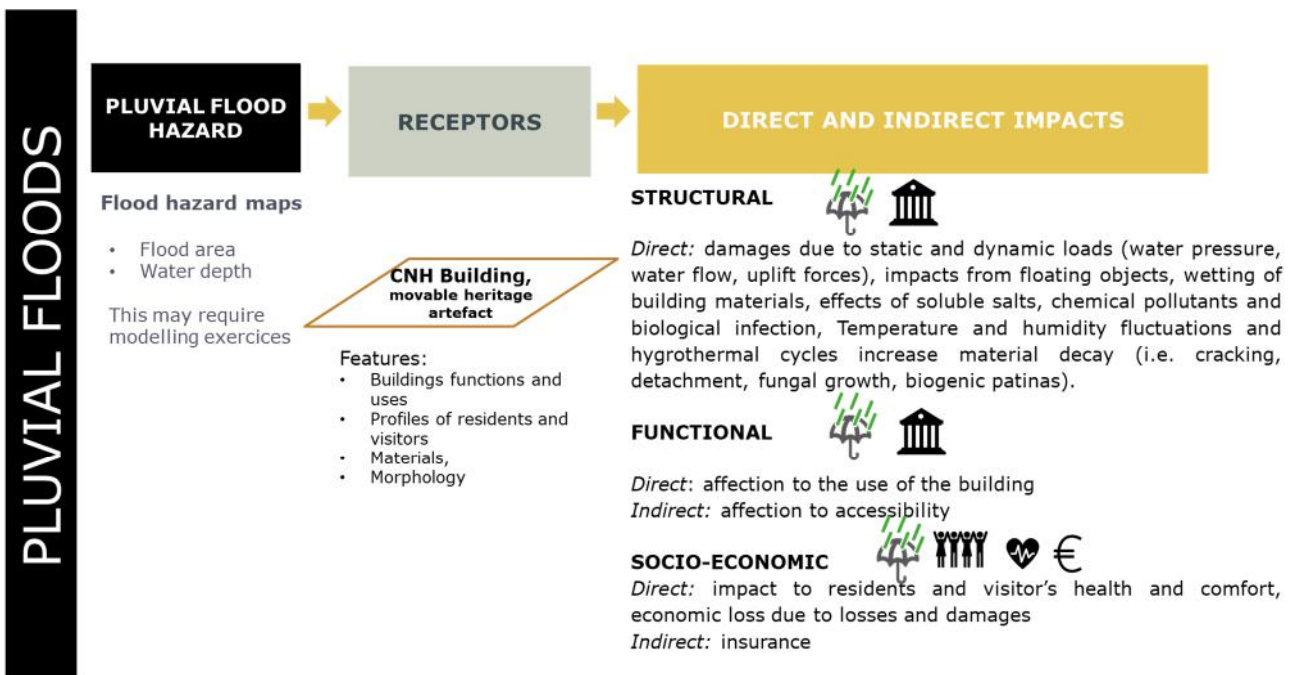 PLUVIAL FLOODS
PLUVIAL FLOOD
HAZARD
Flood hazard maps
• Flood area
• Water depth
This may require
modelling exercices
RECEPTORS
CNH Building,
movable heritage
artefact
Features:
• Buildings functions and
uses
• Profiles of residents and
visitors
• Materials,
• Morphology
DIRECT AND INDIRECT IMPACTS
STRUCTURAL
Direct: damages due to static and dynamic loads (water pressure,
water flow, uplift forces), impacts from floating objects, wetting of
building materials, effects of soluble salts, chemical pollutants and
biological infection, Temperature and humidity fluctuations and
hygrothermal cycles increase material decay (i.e. cracking,
detachment, fungal growth, biogenic patinas).
FUNCTIONAL
Direct: affection to the use of the building
Indirect: affection to accessibility
SOCIO-ECONOMIC €
Direct: impact to residents and visitor's health and comfort,
economic loss due to losses and damages
Indirect: insurance